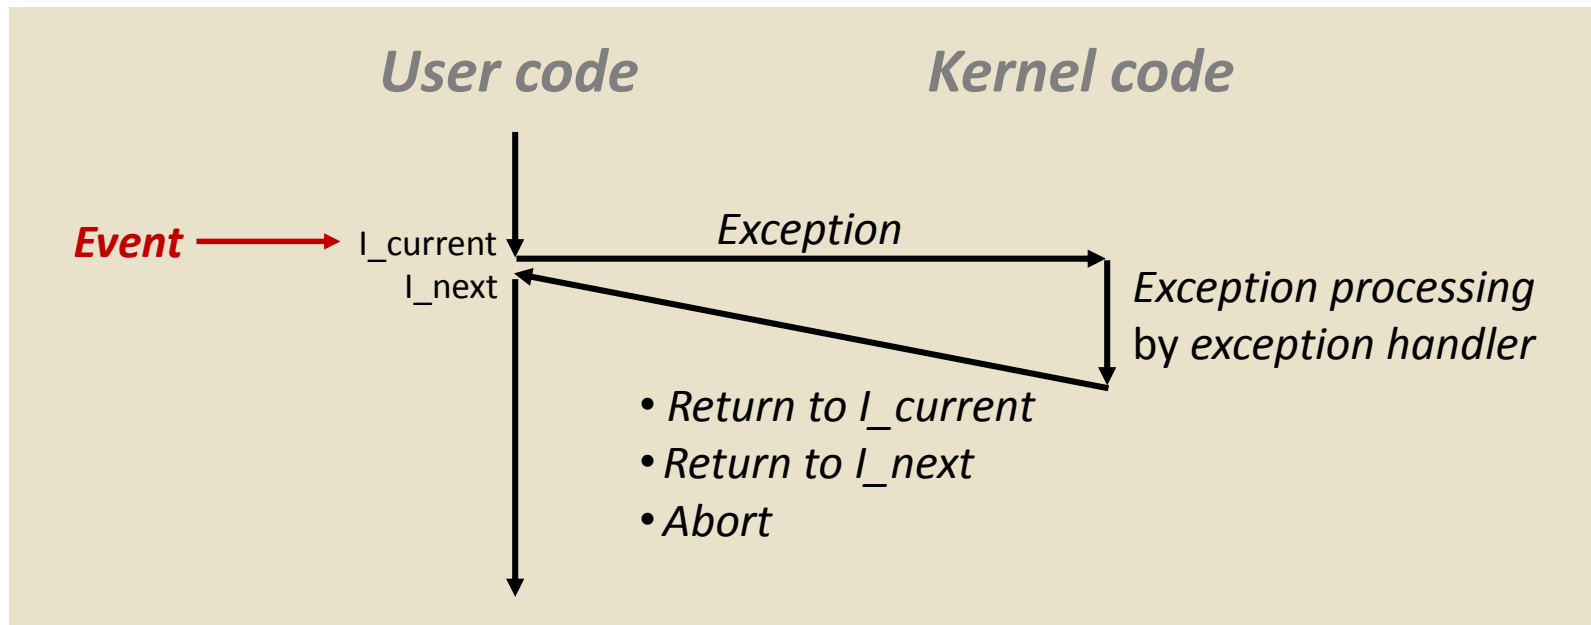 User code
Kernel code
Event
I_current
I_next
Exception
Exception processing
by exception handler
• Return to I_current
• Return to I_next
• Abort